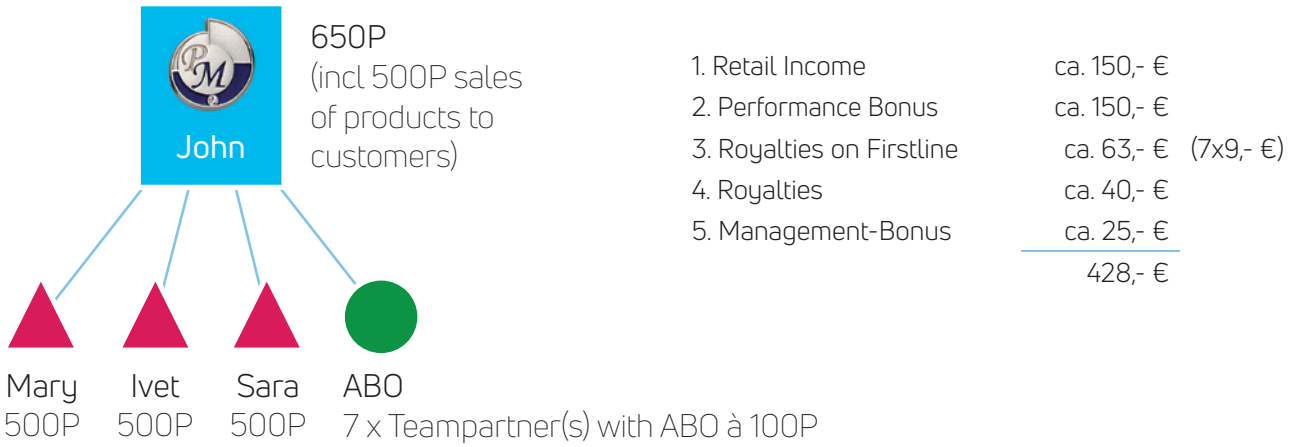 650P
(incl 500P sales
of products to
customers)
PM
John
1. Retail Income ca. 150,- €
2. Performance Bonus ca. 150,- €
3. Royalties on Firstline ca. 63,- € (7x9,- €)
4. Royalties ca. 40,- €
5. Management-Bonus ca. 25,- €
428,- €
Mary Ivet Sara ABO
500P 500P 500P 7 x Teampartner(s) with ABO à 100P